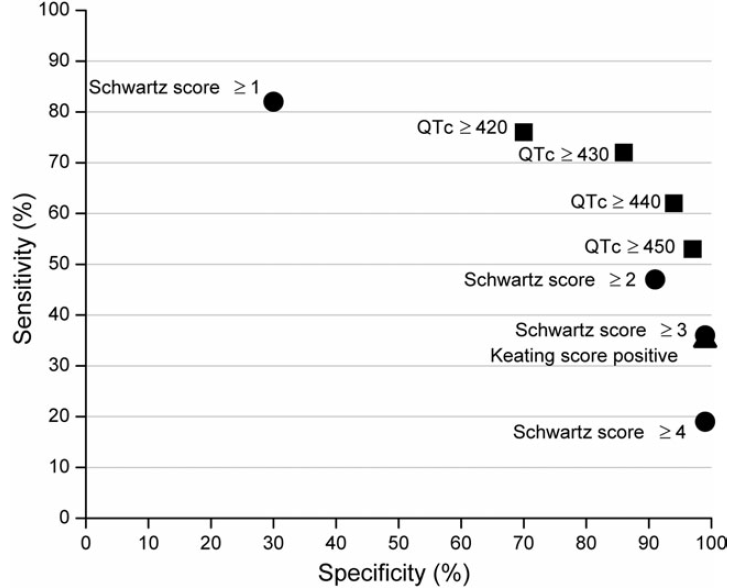 100
90
80
70
60
50
40
30
20
10
0
Sensitivity (%)
Schwartz score ≥ 1
QTc ≥ 420
QTc ≥ 430
QTc ≥ 440
QTc ≥ 450
Schwartz score ≥ 2
Schwartz score ≥ 3
Keating score positive
Schwartz score ≥ 4
0 10 20 30 40 50 60 70 80 90 100
Specificity (%)